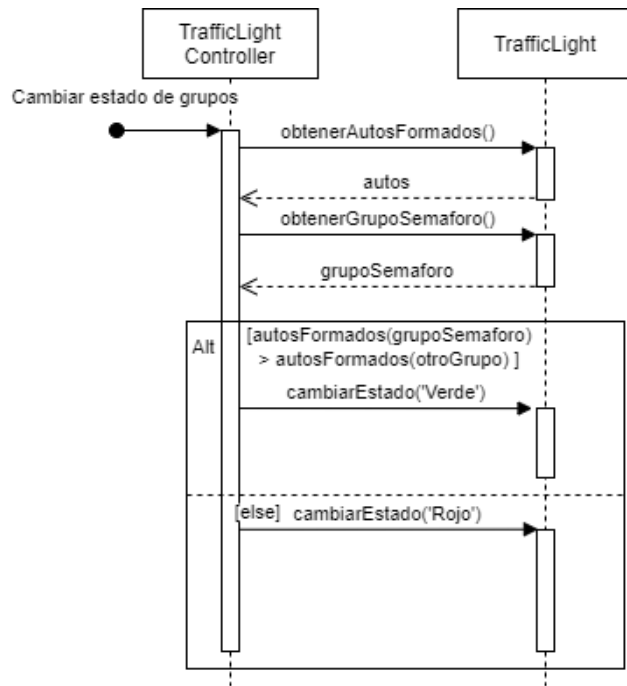 TrafficLight
Controller
TrafficLight
Cambiar estado de grupos
obtenerAutosFormados()
autos
obtenerGrupoSemaforo()
grupoSemaforo
Alt
[autosFormados(grupoSemaforo)
> autosFormados(otroGrupo) ]
cambiarEstado('Verde')
[else] cambiarEstado('Rojo')